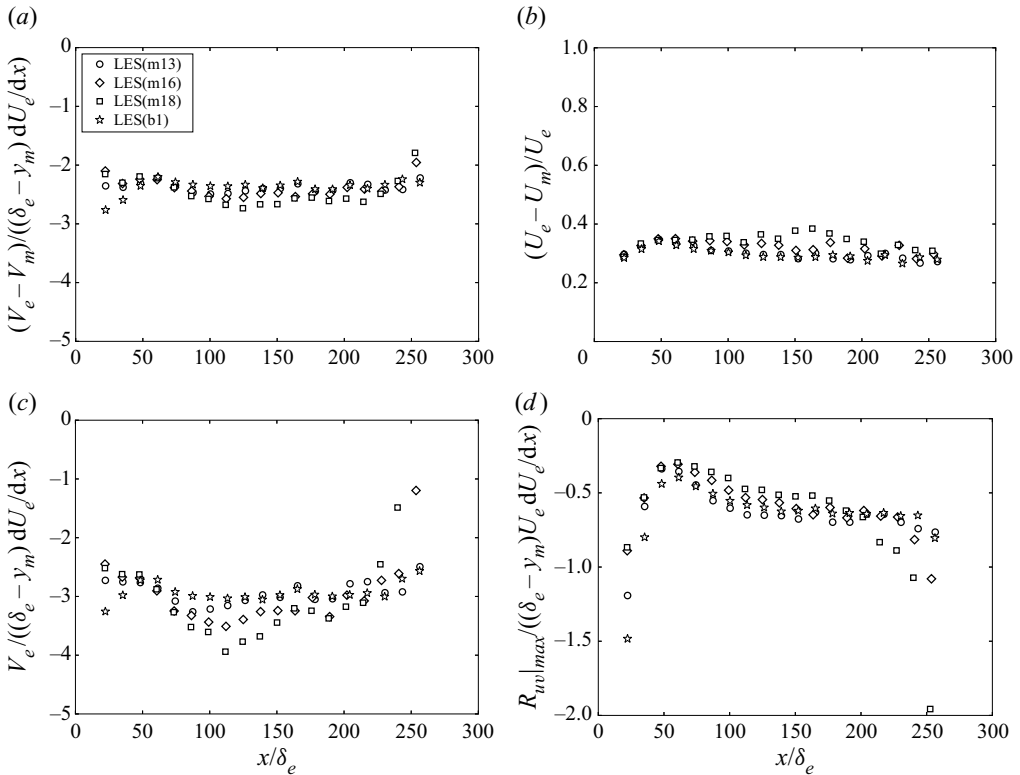 (a)
0
−1
−2
−3
−4
−5
0 50 100 150 200 250 300
(V_e − V_m)/((δ_e − y_m) dU_e/dx)
LES(m13)
LES(m16)
LES(m18)
LES(b1)
(b)
1.0
0.8
0.6
0.4
0.2
0 50 100 150 200 250 300
(U_e − U_m)/U_e
(c)
0
−1
−2
−3
−4
−5
0 50 100 150 200 250 300
V_e/((δ_e − y_m) dU_e/dx)
x/δ_e
(d)
0
−0.5
−1.0
−1.5
−2.0
0 50 100 150 200 250 300
R_{uv}|_{max}/((δ_e − y_m)U_e dU_e/dx)
x/δ_e